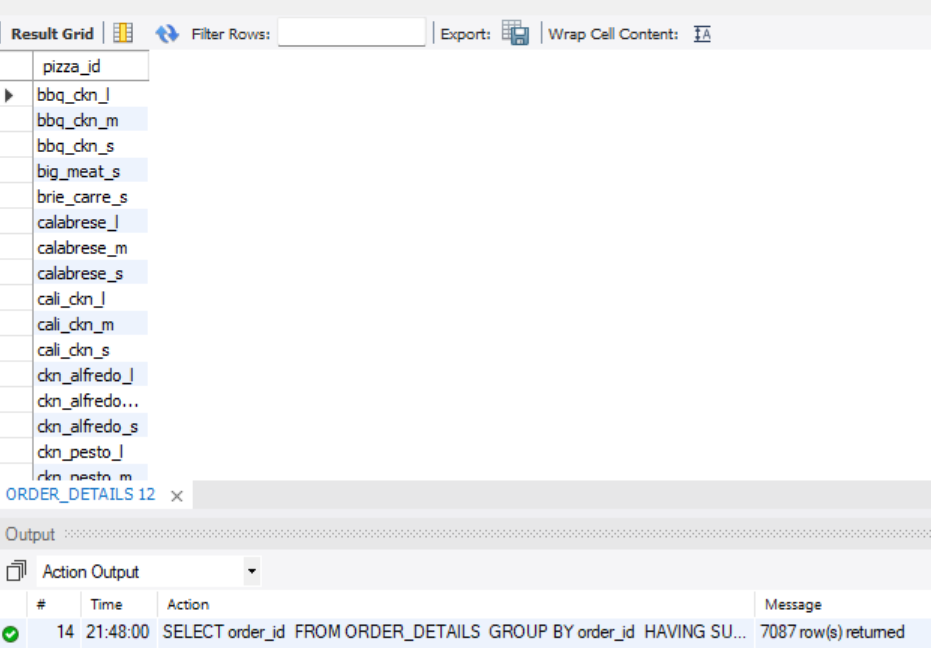 Result Grid Filter Rows: Export: Wrap Cell Content: IA
pizza_id
bbq_ckn_l
bbq_ckn_m
bbq_ckn_s
big_meat_s
brie_carre_s
calabrese_l
calabrese_m
calabrese_s
cali_ckn_l
cali_ckn_m
cali_ckn_s
ckn_alfredo_l
ckn_alfredo...
ckn_alfredo_s
ckn_pesto_l
ckn_pesto_m
ORDER_DETAILS 12
Output
Action Output
# Time Action Message
14 21:48:00 SELECT order_id FROM ORDER_DETAILS GROUP BY order_id HAVING SU... 7087 row(s) returned